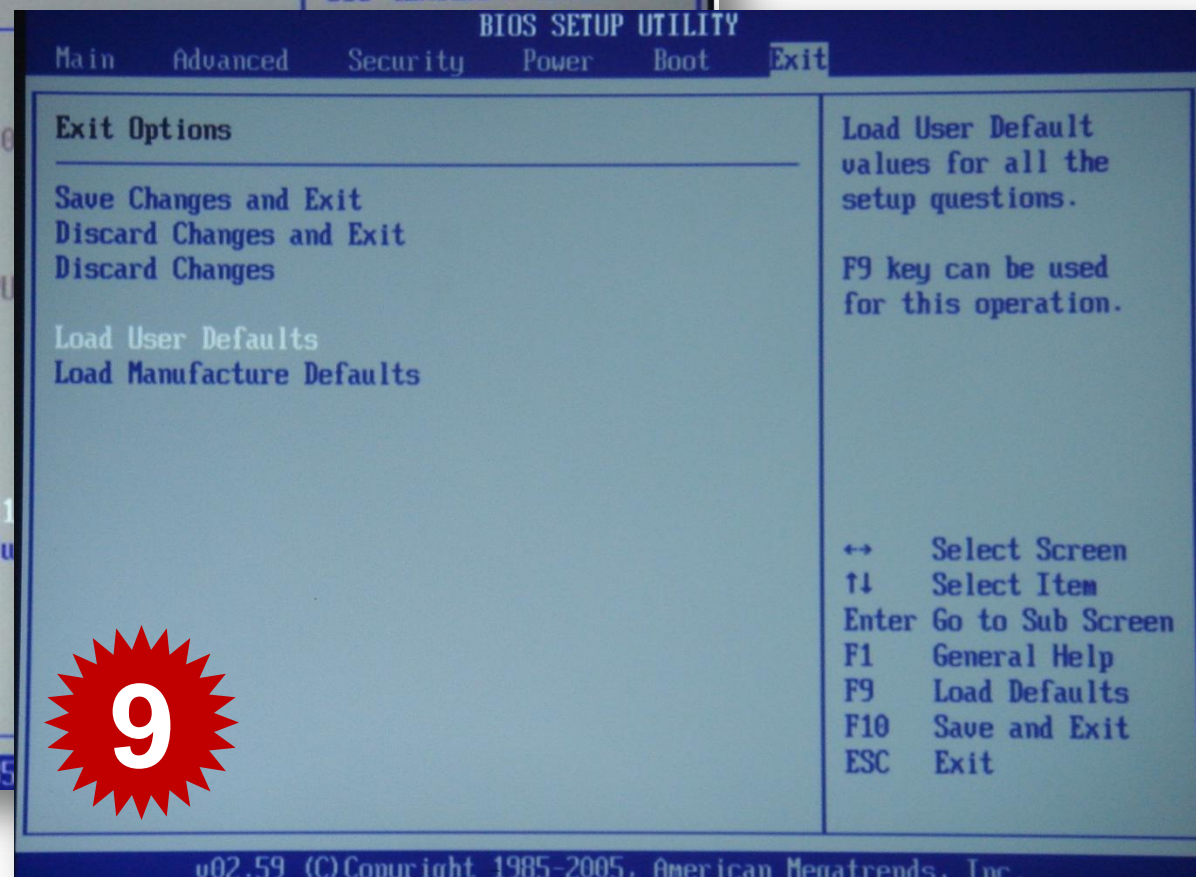 BIOS SETUP UTILITY
Main Advanced Security Power Boot Exit
Exit Options
Save Changes and Exit
Discard Changes and Exit
Discard Changes
Load User Defaults
Load Manufacture Defaults
Load User Default
values for all the
setup questions.
F9 key can be used
for this operation.
↔ Select Screen
↑↓ Select Item
Enter Go to Sub Screen
F1 General Help
F9 Load Defaults
F10 Save and Exit
ESC Exit
9
v02.59 (C)Copyright 1985-2005, American Megatrends, Inc